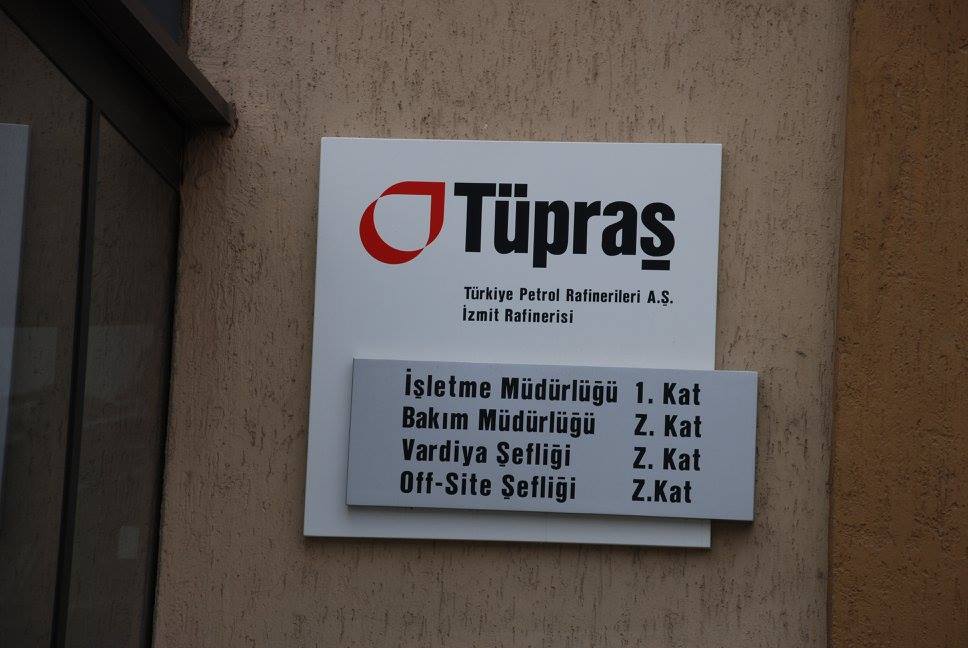 Tüpraş
Türkiye Petrol Rafinerileri A.Ş.
İzmit Rafinerisi
İşletme Müdürlüğü 1. Kat
Bakım Müdürlüğü Z. Kat
Vardiya Şefliği Z. Kat
Off-Site Şefliği Z.Kat